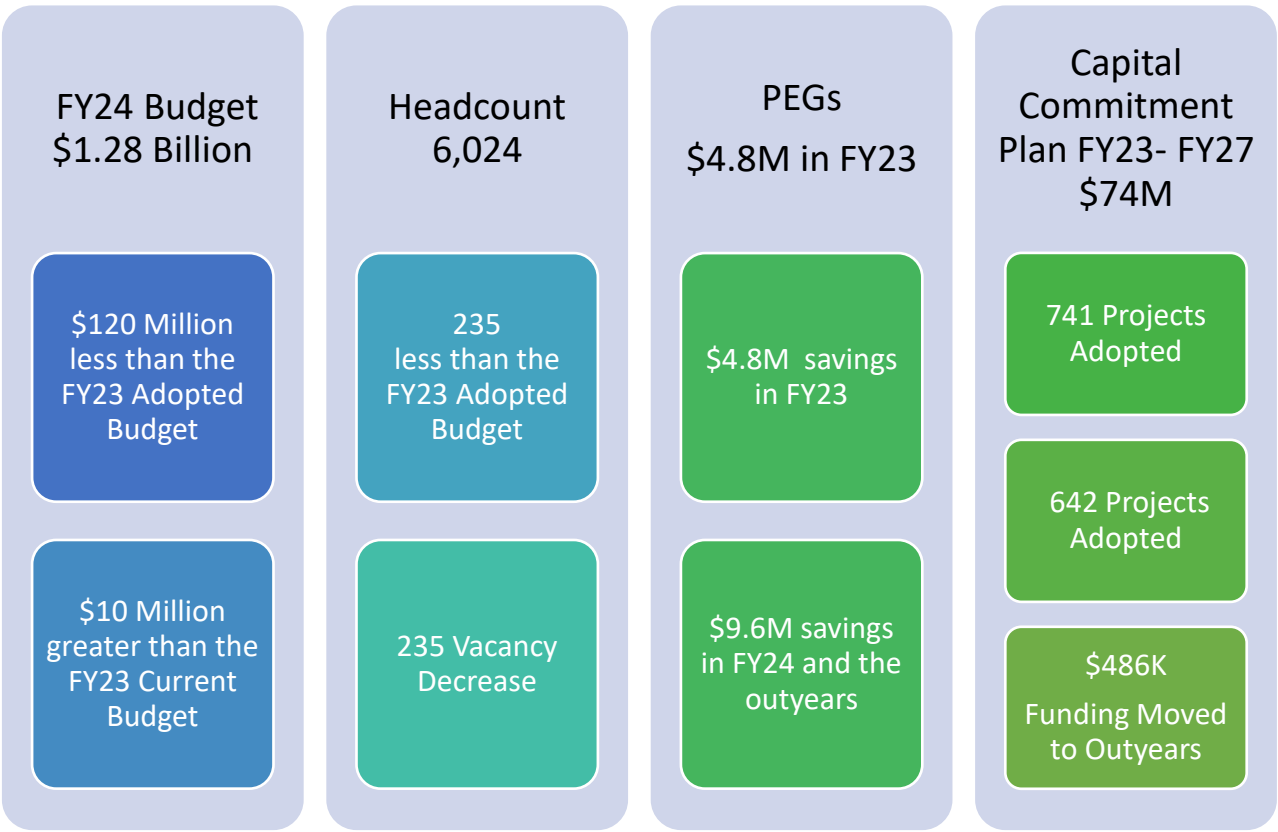 FY24 Budget
$1.28 Billion
$120 Million
less than the
FY23 Adopted
Budget
$10 Million
greater than the
FY23 Current
Budget
Headcount
6,024
235
less than the
FY23 Adopted
Budget
235 Vacancy
Decrease
PEGs
$4.8M in FY23
$4.8M savings
in FY23
$9.6M savings
in FY24 and the
outyears
Capital
Commitment
Plan FY23- FY27
$74M
741 Projects
Adopted
642 Projects
Adopted
$486K
Funding Moved
to Outyears